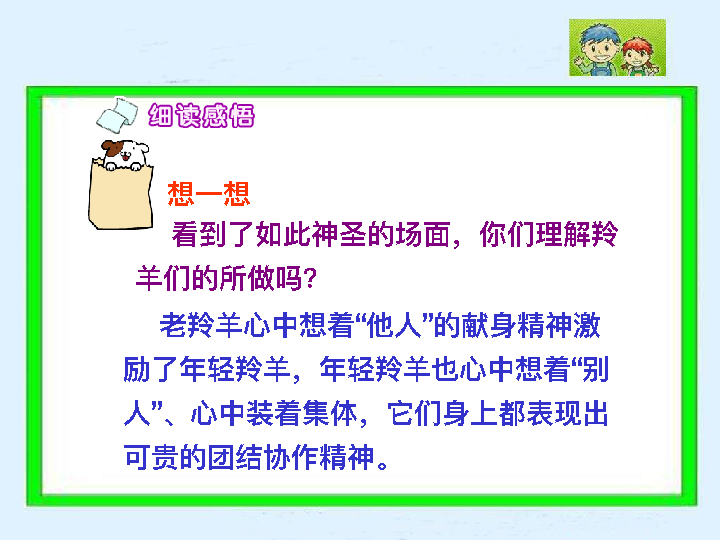 细读感悟
想一想
看到了如此神圣的场面，你们理解羚
羊们的所做吗？
老羚羊心中想着“他人”的献身精神激
励了年轻羚羊，年轻羚羊也心中想着“别
人”、心中装着集体，它们身上都表现出
可贵的团结协作精神。